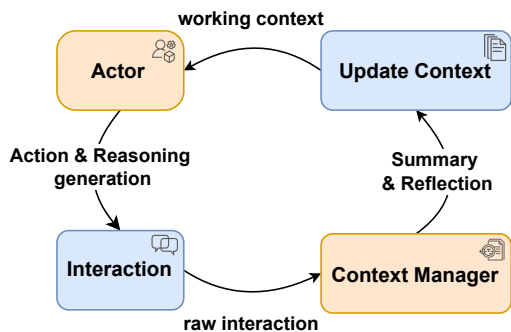 working context
Actor
Update Context
Action & Reasoning
generation
Summary
& Reflection
Interaction
Context Manager
raw interaction